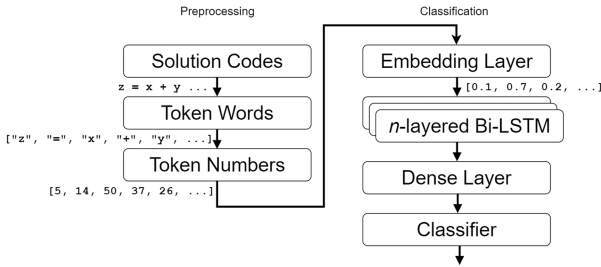 Preprocessing
Solution Codes
z = x + y ...
Token Words
["z", "=", "x", "+", "y", ...]
Token Numbers
[5, 14, 50, 37, 26, ...]
Classification
Embedding Layer
[0.1, 0.7, 0.2, ...]
n-layered Bi-LSTM
Dense Layer
Classifier